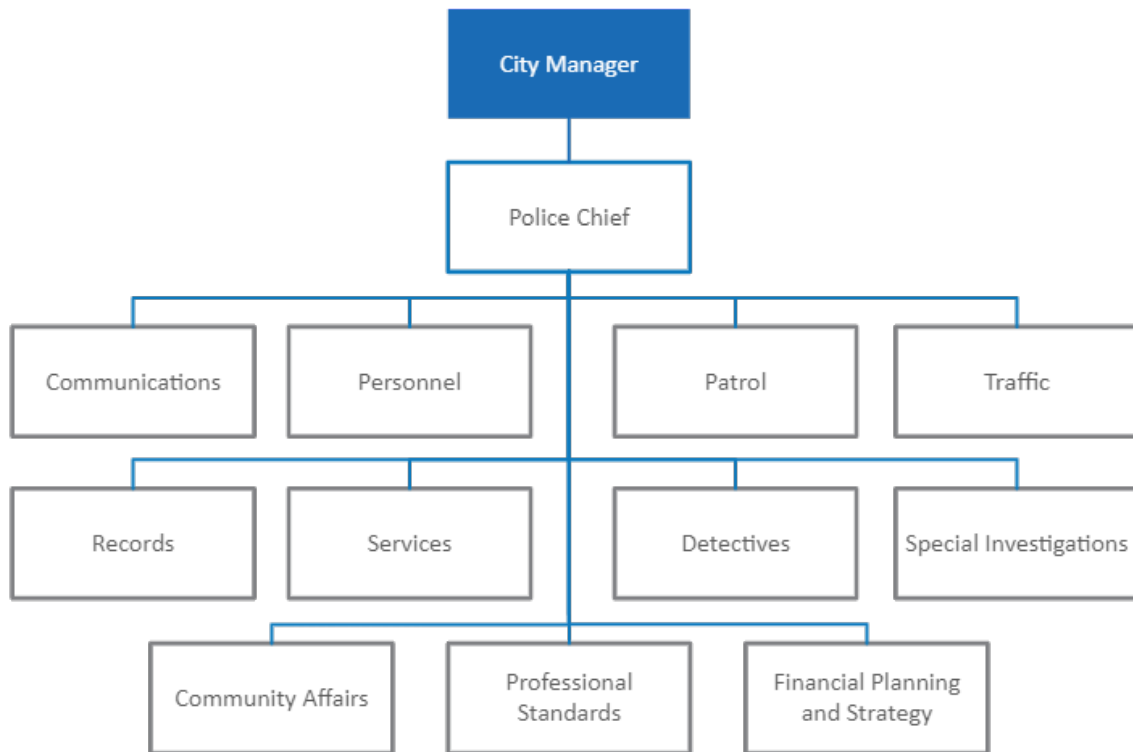 City Manager
Police Chief
Communications
Personnel
Patrol
Traffic
Records
Services
Detectives
Special Investigations
Community Affairs
Professional
Standards
Financial Planning
and Strategy